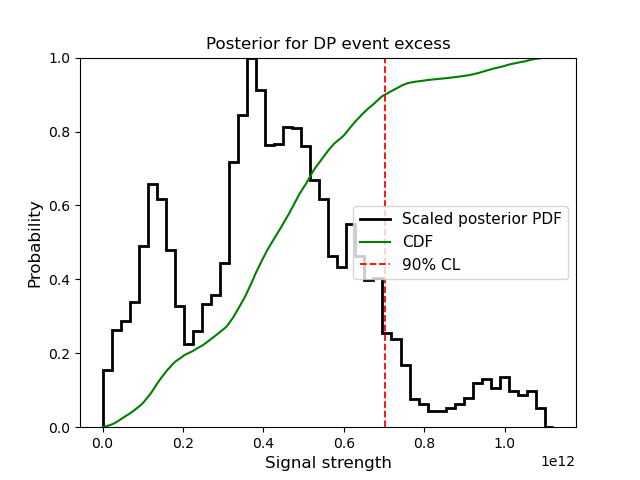 Posterior for DP event excess
1.0
0.8
0.6
0.4
0.2
0.0
Probability
Scaled posterior PDF
CDF
90% CL
0.0 0.2 0.4 0.6 0.8 1.0
1e12
Signal strength